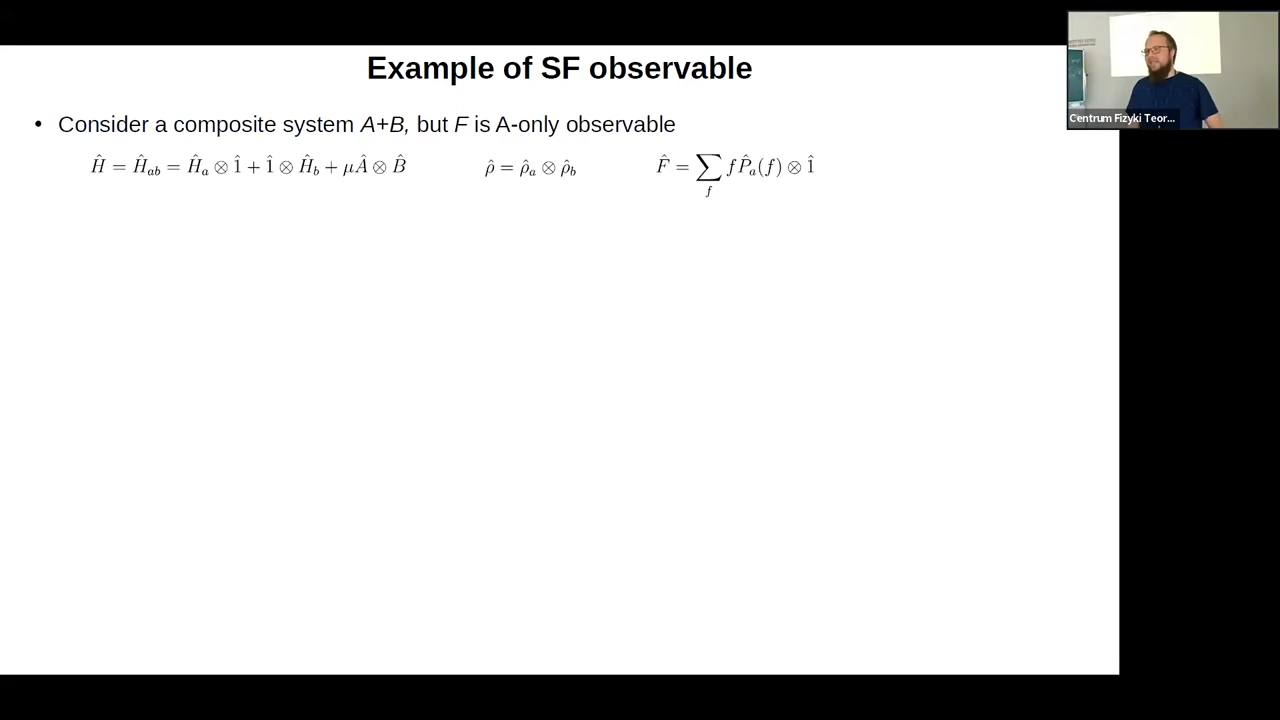 Example of SF observable
• Consider a composite system A+B, but F is A-only observable
Ĥ = Ĥ_ab = Ĥ_a ⊗ 1̂ + 1̂ ⊗ Ĥ_b + μÂ ⊗ B̂ ρ̂ = ρ̂_a ⊗ ρ̂_b F̂ = ∑_f f P̂_a(f) ⊗ 1̂
Centrum Fizyki Teor...